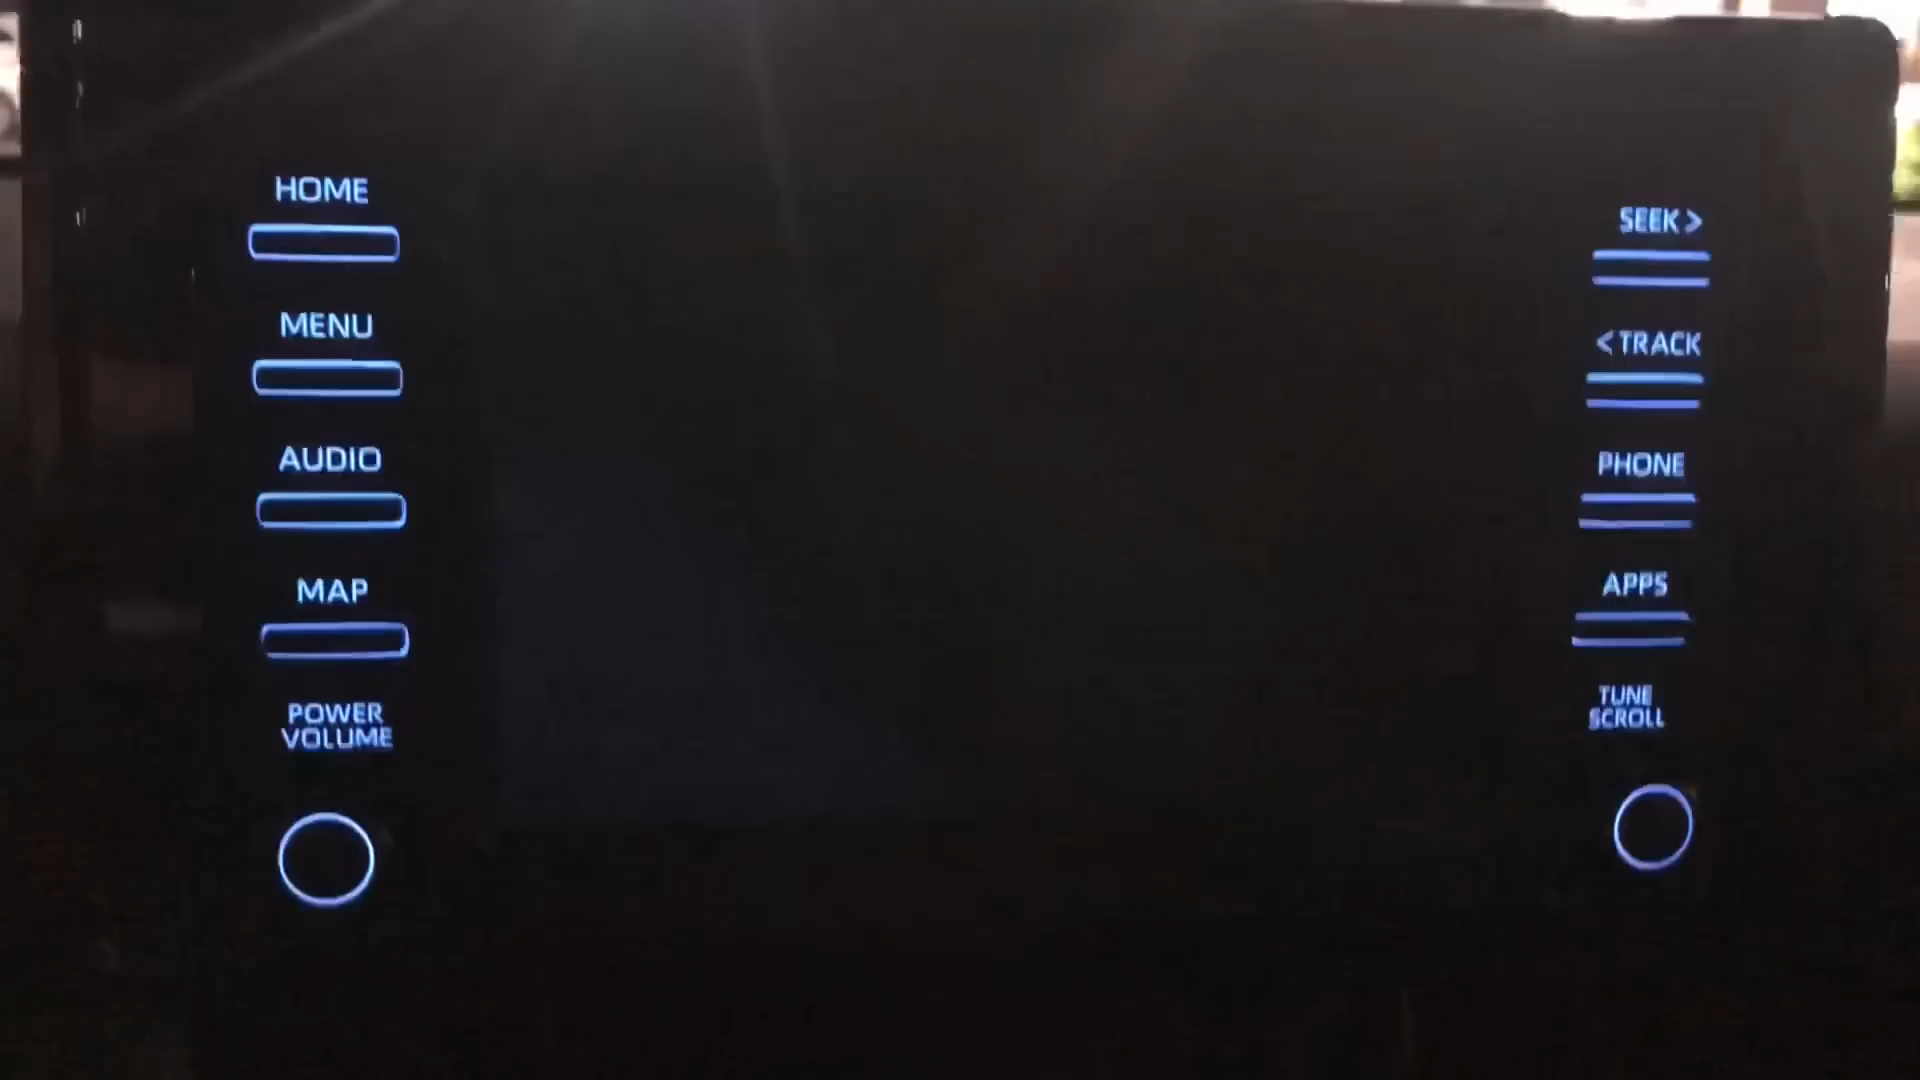 HOME
MENU
AUDIO
MAP
POWER
VOLUME
SEEK >
< TRACK
PHONE
APPS
TUNE
SCROLL